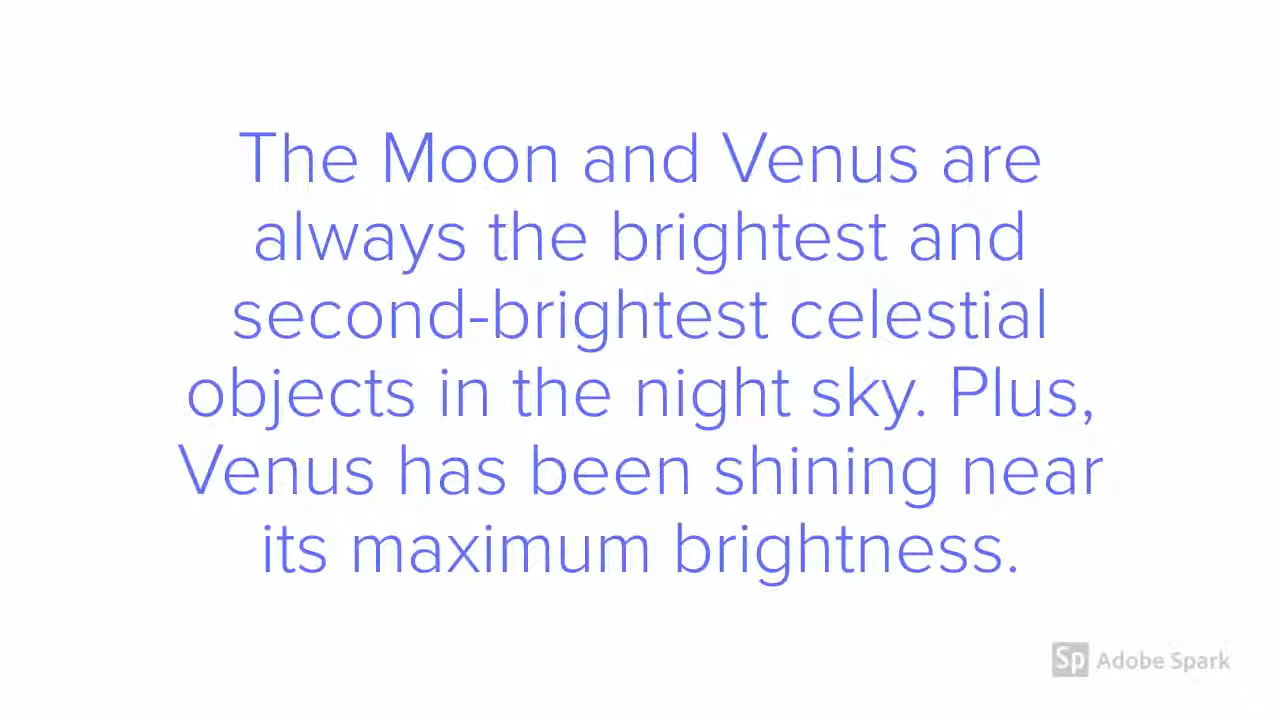 The Moon and Venus are
always the brightest and
second-brightest celestial
objects in the night sky. Plus,
Venus has been shining near
its maximum brightness.
Sp Adobe Spark